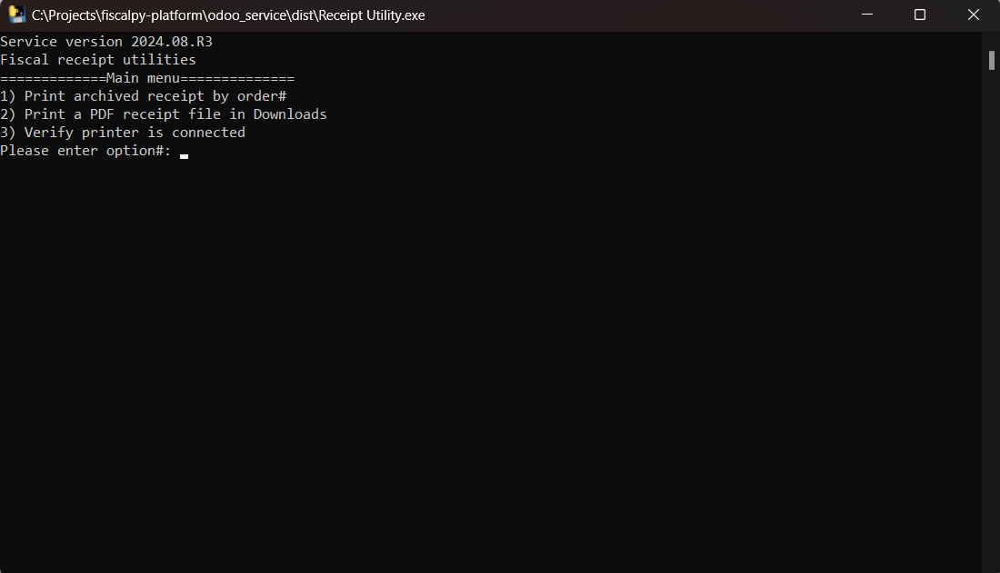 C:\Projects\fiscalpy-platform\odoo_service\dist\Receipt Utility.exe
Service version 2024.08.R3
Fiscal receipt utilities
=============Main menu==============
1) Print archived receipt by order#
2) Print a PDF receipt file in Downloads
3) Verify printer is connected
Please enter option#: